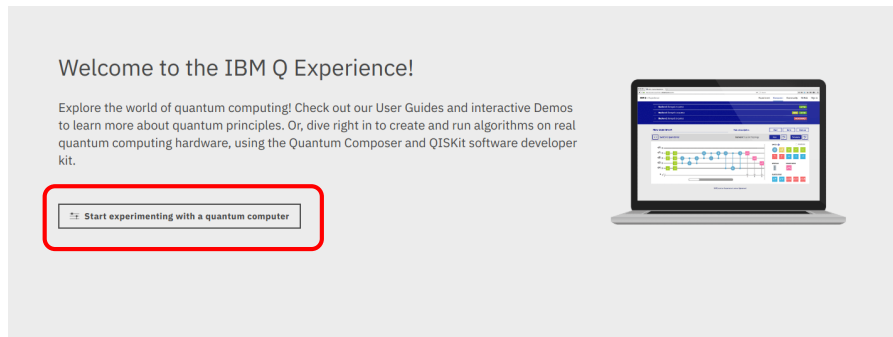 Welcome to the IBM Q Experience!
Explore the world of quantum computing! Check out our User Guides and interactive Demos
to learn more about quantum principles. Or, dive right in to create and run algorithms on real
quantum computing hardware, using the Quantum Composer and QISKit software developer
kit.
Start experimenting with a quantum computer